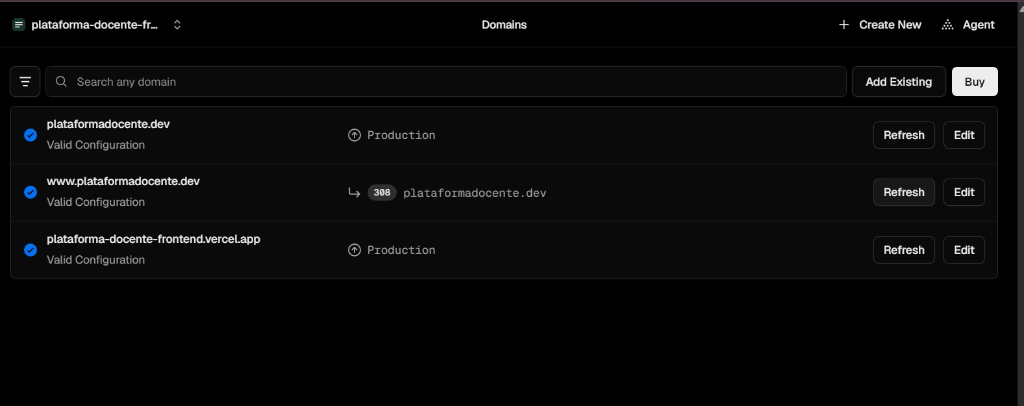 plataforma-docente-fr...
Domains
Create New
Agent
Search any domain
Add Existing
Buy
plataformadocente.dev
Valid Configuration
Production
Refresh
Edit
www.plataformadocente.dev
Valid Configuration
308
plataformadocente.dev
Refresh
Edit
plataforma-docente-frontend.vercel.app
Valid Configuration
Production
Refresh
Edit